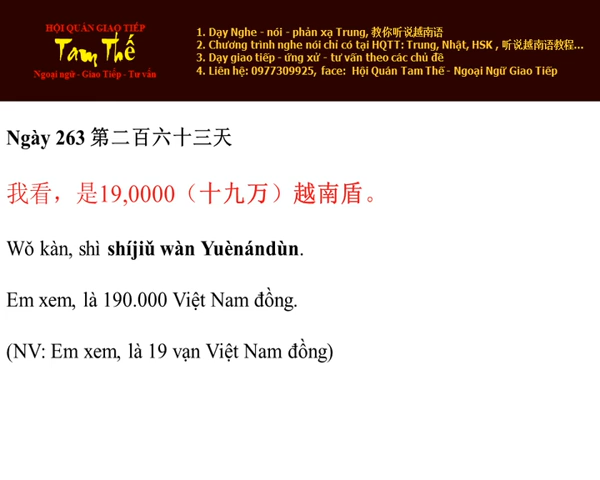 HỘI QUÁN GIAO TIẾP
Tam Thế
Ngoại ngữ - Giao Tiếp - Tư vấn
1. Dạy Nghe - nói - phản xạ Trung, 教你听说越南语
2. Chương trình nghe nói chỉ có tại HQTT: Trung, Nhật, HSK , 听说越南语教程...
3. Dạy giao tiếp - ứng xử - tư vấn theo các chủ đề
4. Liên hệ: 0977309925, face: Hội Quán Tam Thế - Ngoại Ngữ Giao Tiếp
Ngày 263 第二百六十三天
我看，是19,0000（十九万）越南盾。
Wǒ kàn, shì shíjiǔ wàn Yuènándùn.
Em xem, là 190.000 Việt Nam đồng.
(NV: Em xem, là 19 vạn Việt Nam đồng)